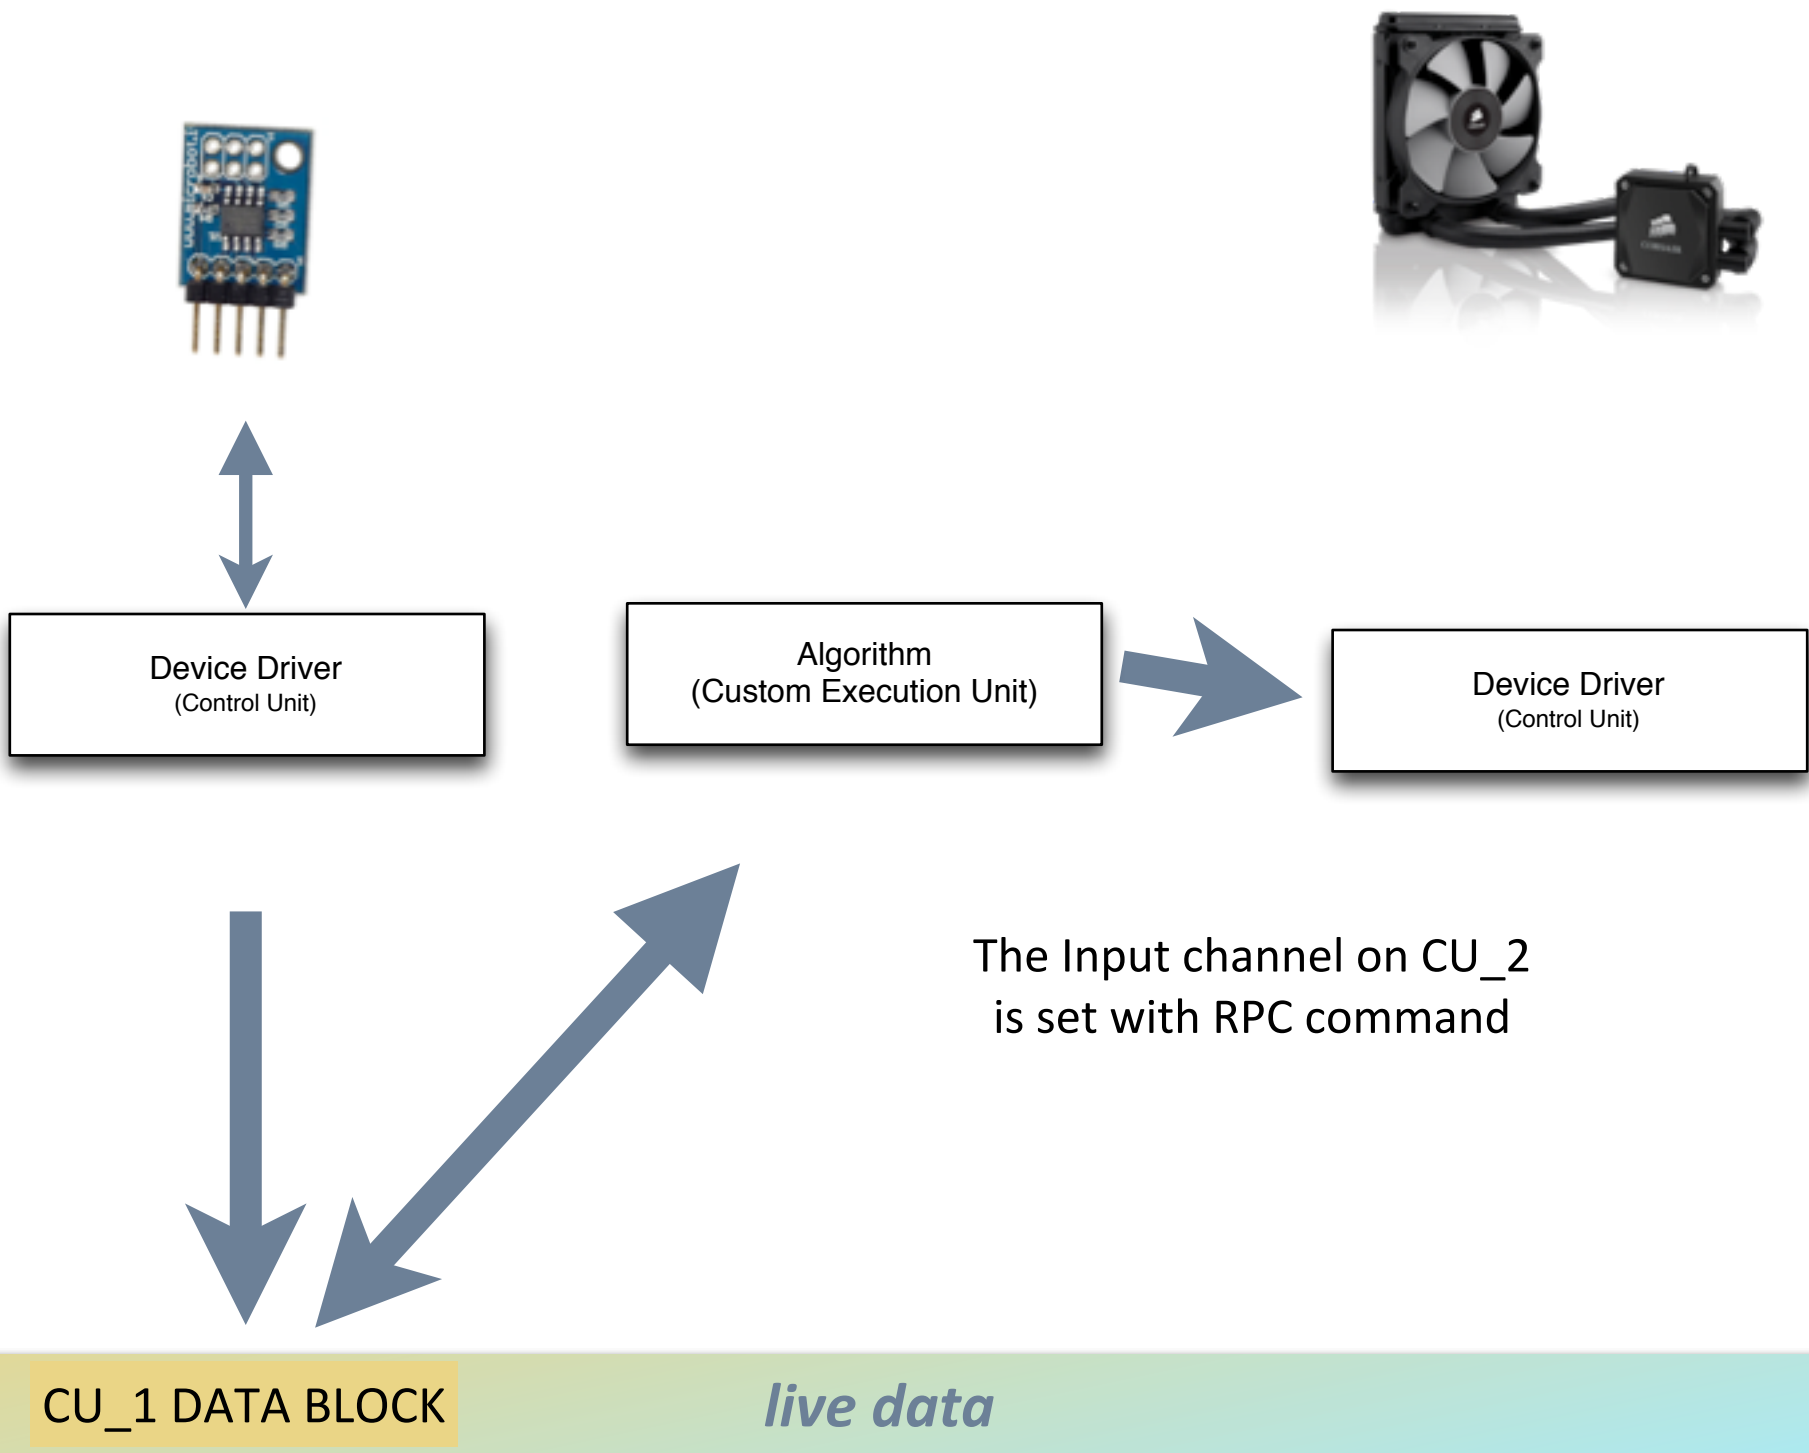 CORSAIR
Device Driver
(Control Unit)
Algorithm
(Custom Execution Unit)
Device Driver
(Control Unit)
The Input channel on CU_2
is set with RPC command
CU_1 DATA BLOCK
live data